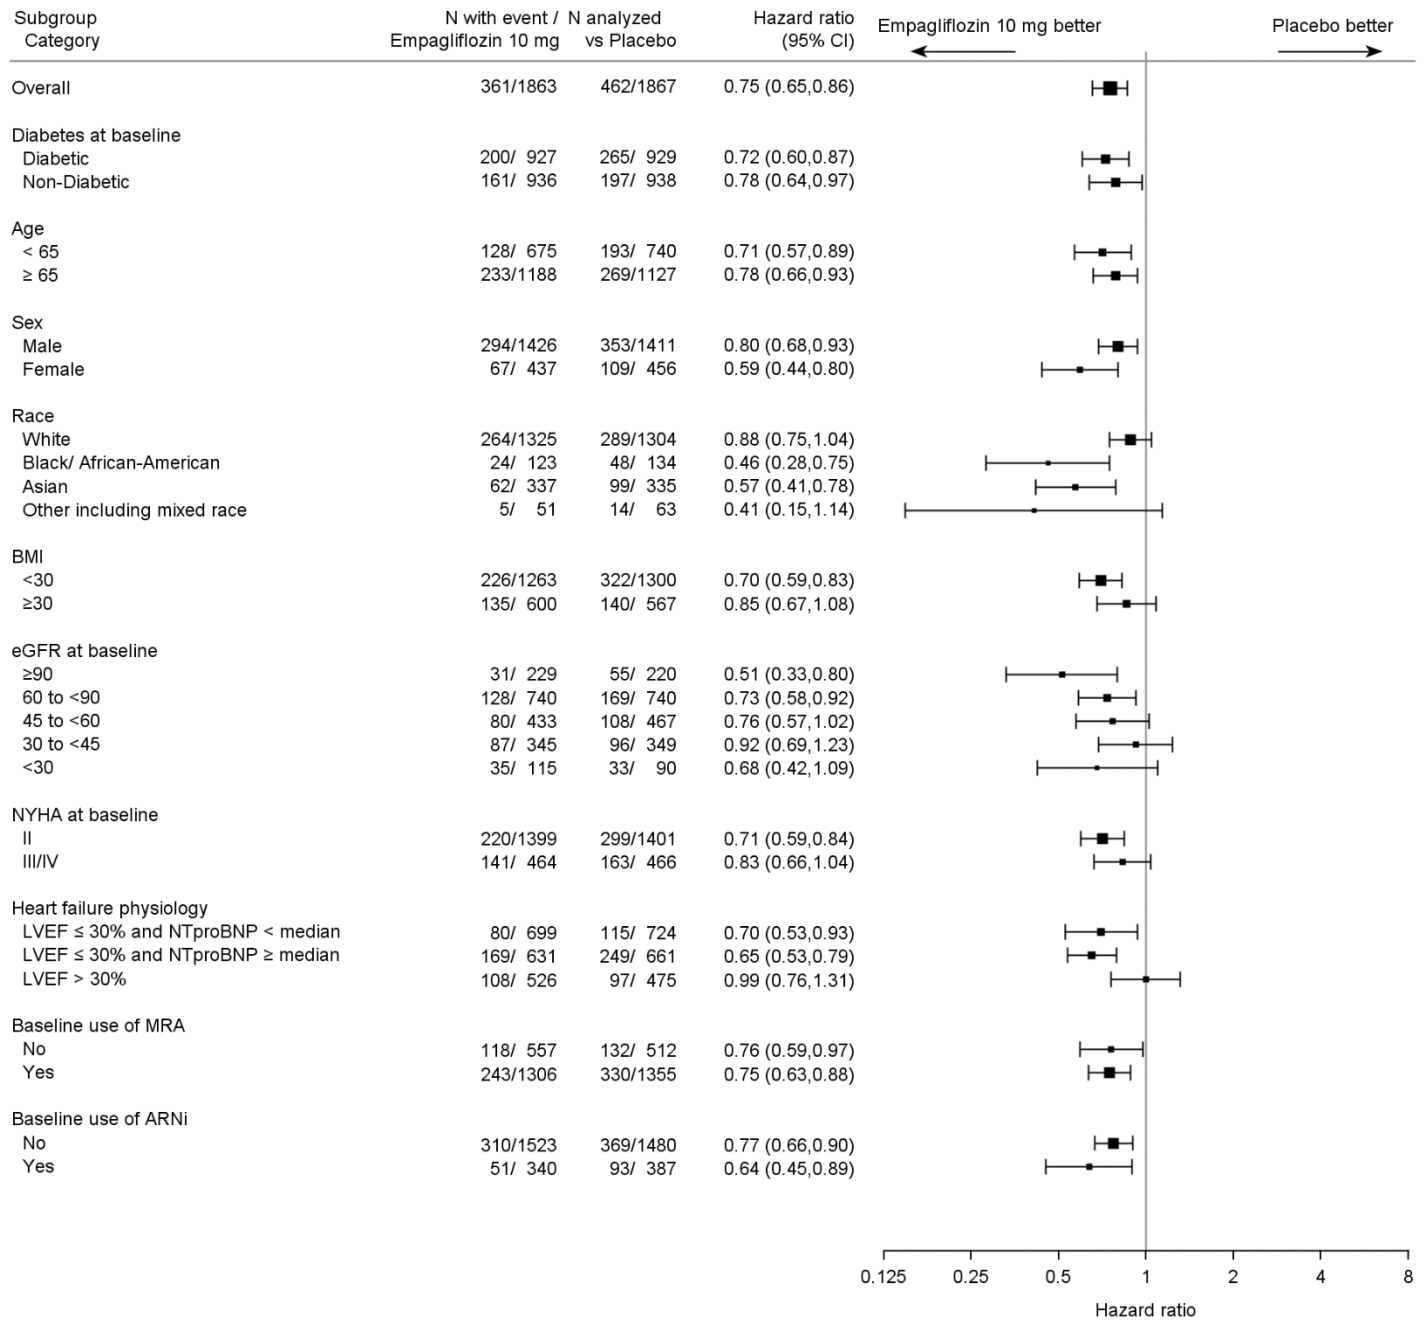 Subgroup N with event / N analyzed Hazard ratio Empagliflozin 10 mg better Placebo better
Category Empagliflozin 10 mg vs Placebo (95% CI)
Overall 361/1863 462/1867 0.75 (0.65,0.86)
Diabetes at baseline
Diabetic 200/ 927 265/ 929 0.72 (0.60,0.87)
Non-Diabetic 161/ 936 197/ 938 0.78 (0.64,0.97)
Age
< 65 128/ 675 193/ 740 0.71 (0.57,0.89)
≥ 65 233/1188 269/1127 0.78 (0.66,0.93)
Sex
Male 294/1426 353/1411 0.80 (0.68,0.93)
Female 67/ 437 109/ 456 0.59 (0.44,0.80)
Race
White 264/1325 289/1304 0.88 (0.75,1.04)
Black/ African-American 24/ 123 48/ 134 0.46 (0.28,0.75)
Asian 62/ 337 99/ 335 0.57 (0.41,0.78)
Other including mixed race 5/ 51 14/ 63 0.41 (0.15,1.14)
BMI
<30 226/1263 322/1300 0.70 (0.59,0.83)
≥30 135/ 600 140/ 567 0.85 (0.67,1.08)
eGFR at baseline
≥90 31/ 229 55/ 220 0.51 (0.33,0.80)
60 to <90 128/ 740 169/ 740 0.73 (0.58,0.92)
45 to <60 80/ 433 108/ 467 0.76 (0.57,1.02)
30 to <45 87/ 345 96/ 349 0.92 (0.69,1.23)
<30 35/ 115 33/ 90 0.68 (0.42,1.09)
NYHA at baseline
II 220/1399 299/1401 0.71 (0.59,0.84)
III/IV 141/ 464 163/ 466 0.83 (0.66,1.04)
Heart failure physiology
LVEF ≤ 30% and NTproBNP < median 80/ 699 115/ 724 0.70 (0.53,0.93)
LVEF ≤ 30% and NTproBNP ≥ median 169/ 631 249/ 661 0.65 (0.53,0.79)
LVEF > 30% 108/ 526 97/ 475 0.99 (0.76,1.31)
Baseline use of MRA
No 118/ 557 132/ 512 0.76 (0.59,0.97)
Yes 243/1306 330/1355 0.75 (0.63,0.88)
Baseline use of ARNi
No 310/1523 369/1480 0.77 (0.66,0.90)
Yes 51/ 340 93/ 387 0.64 (0.45,0.89)
0.125 0.25 0.5 1 2 4 8
Hazard ratio